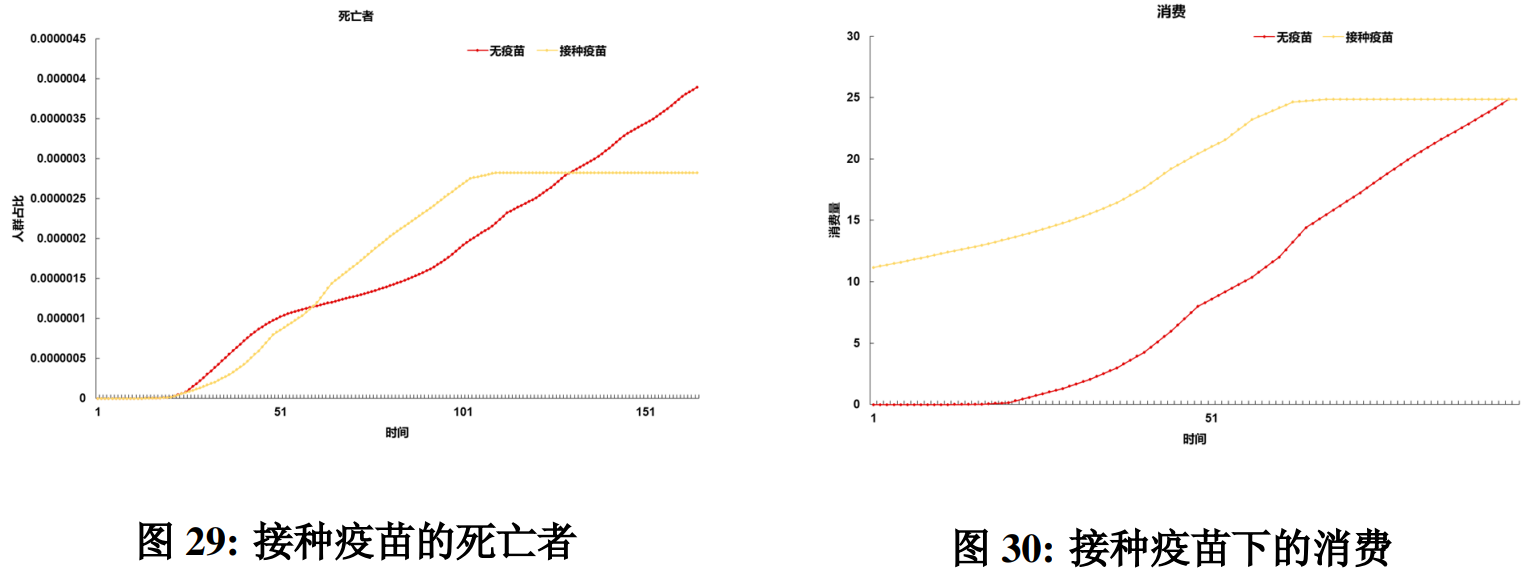 死亡者
无疫苗 接种疫苗
0.0000045
0.000004
0.0000035
0.000003
0.0000025
0.000002
0.0000015
0.000001
0.0000005
0
人群占比
1 51 101 151
时间
图 29: 接种疫苗的死亡者
消费
无疫苗 接种疫苗
30
25
20
15
10
5
0
消费量
1 51
时间
图 30: 接种疫苗下的消费